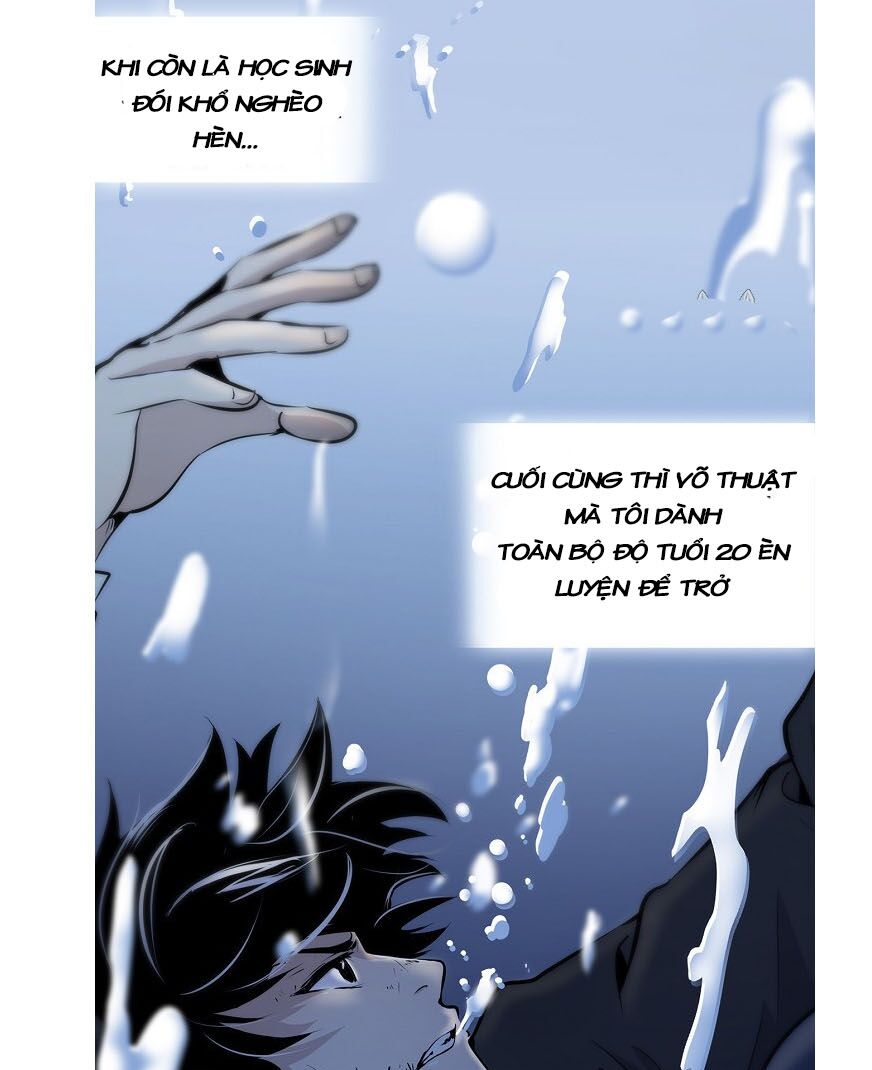 KHI CÒN LÀ HỌC SINH
ĐÓI KHỔ NGHÈO
HÈN...
CUỐI CÙNG THÌ VÕ THUẬT
MÀ TÔI DÀNH
TOÀN BỘ ĐỘ TUỔI 20 ÈN
LUYỆN ĐỂ TRỞ